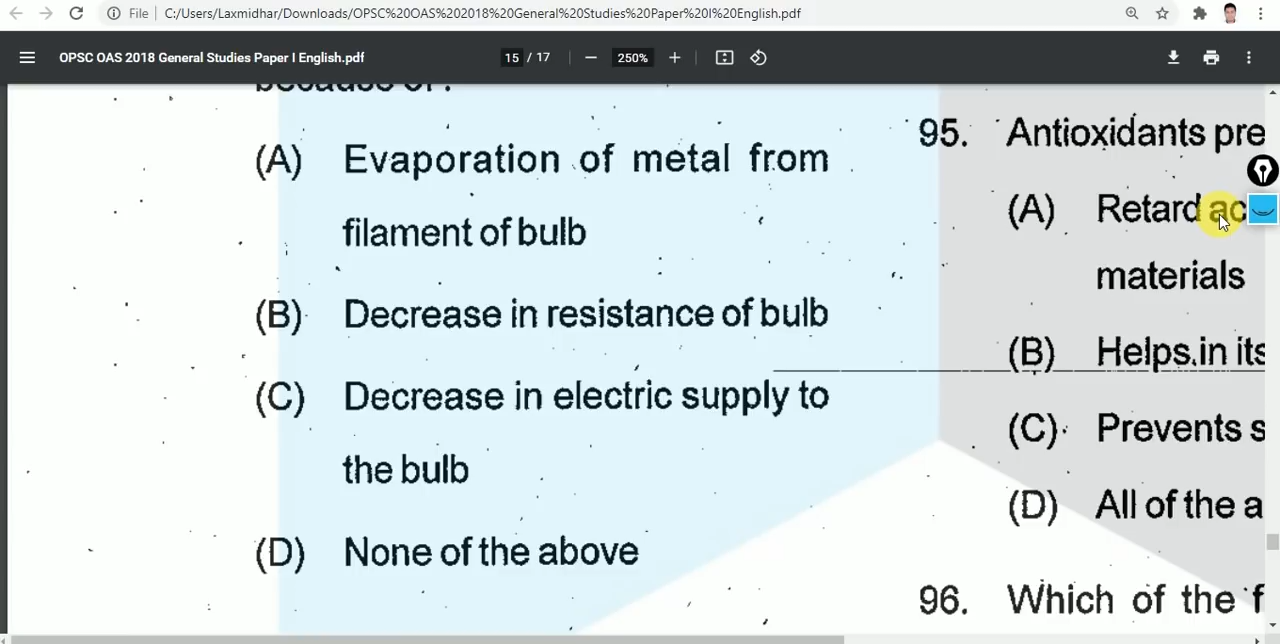 File
C:/Users/Laxmidhar/Downloads/OPSC%20OAS%202018%20General%20Studies%20Paper%20I%20English.pdf
OPSC OAS 2018 General Studies Paper I English.pdf
15 / 17
250%
because of :
(A) Evaporation of metal from
filament of bulb
(B) Decrease in resistance of bulb
(C) Decrease in electric supply to
the bulb
(D) None of the above
95. Antioxidants pre
(A) Retard ac
materials
(B) Helps in its
(C) Prevents s
(D) All of the a
96. Which of the f